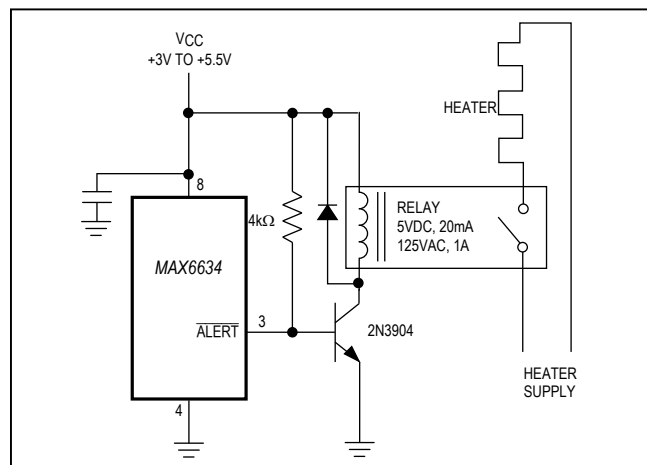 VCC
+3V TO +5.5V
HEATER
8
4kΩ
RELAY
5VDC, 20mA
125VAC, 1A
MAX6634
ALERT
3
2N3904
4
HEATER
SUPPLY